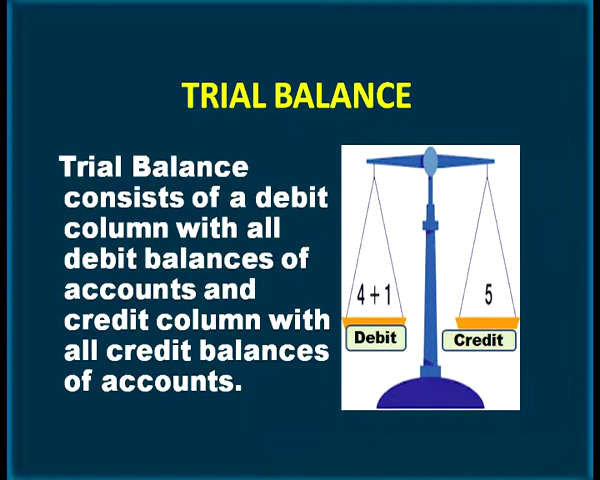 TRIAL BALANCE
Trial Balance
consists of a debit
column with all
debit balances of
accounts and
credit column with
all credit balances
of accounts.
4 + 1
5
Debit
Credit